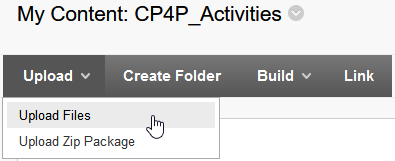 My Content: CP4P_Activities
Upload Create Folder Build Link
Upload Files
Upload Zip Package